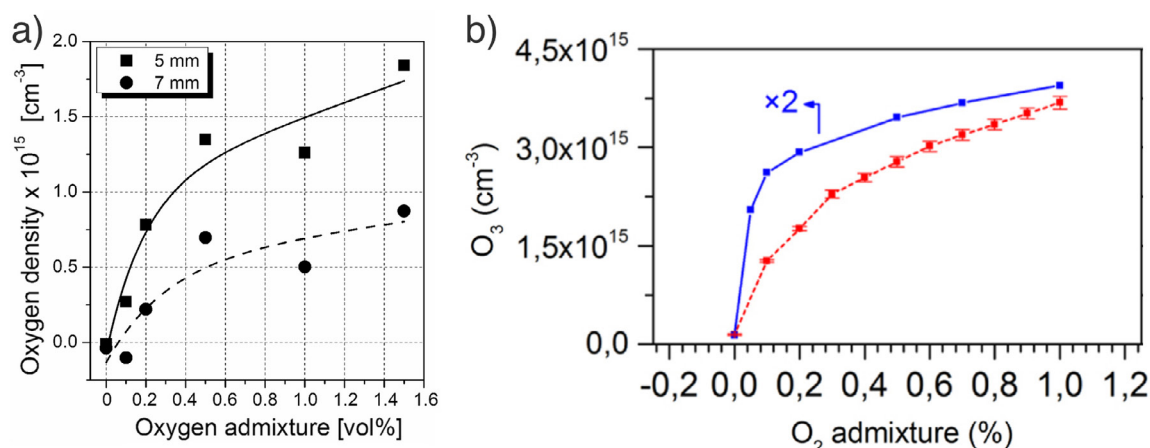 a)
Oxygen density x 10^15 [cm^-3]
2.0
1.5
1.0
0.5
0.0
5 mm
7 mm
0 0.2 0.4 0.6 0.8 1.0 1.2 1.4 1.6
Oxygen admixture [vol%]
b)
O_3 (cm^-3)
4,5x10^15
3,0x10^15
1,5x10^15
0,0
×2
-0,2 0,0 0,2 0,4 0,6 0,8 1,0 1,2
O_2 admixture (%)